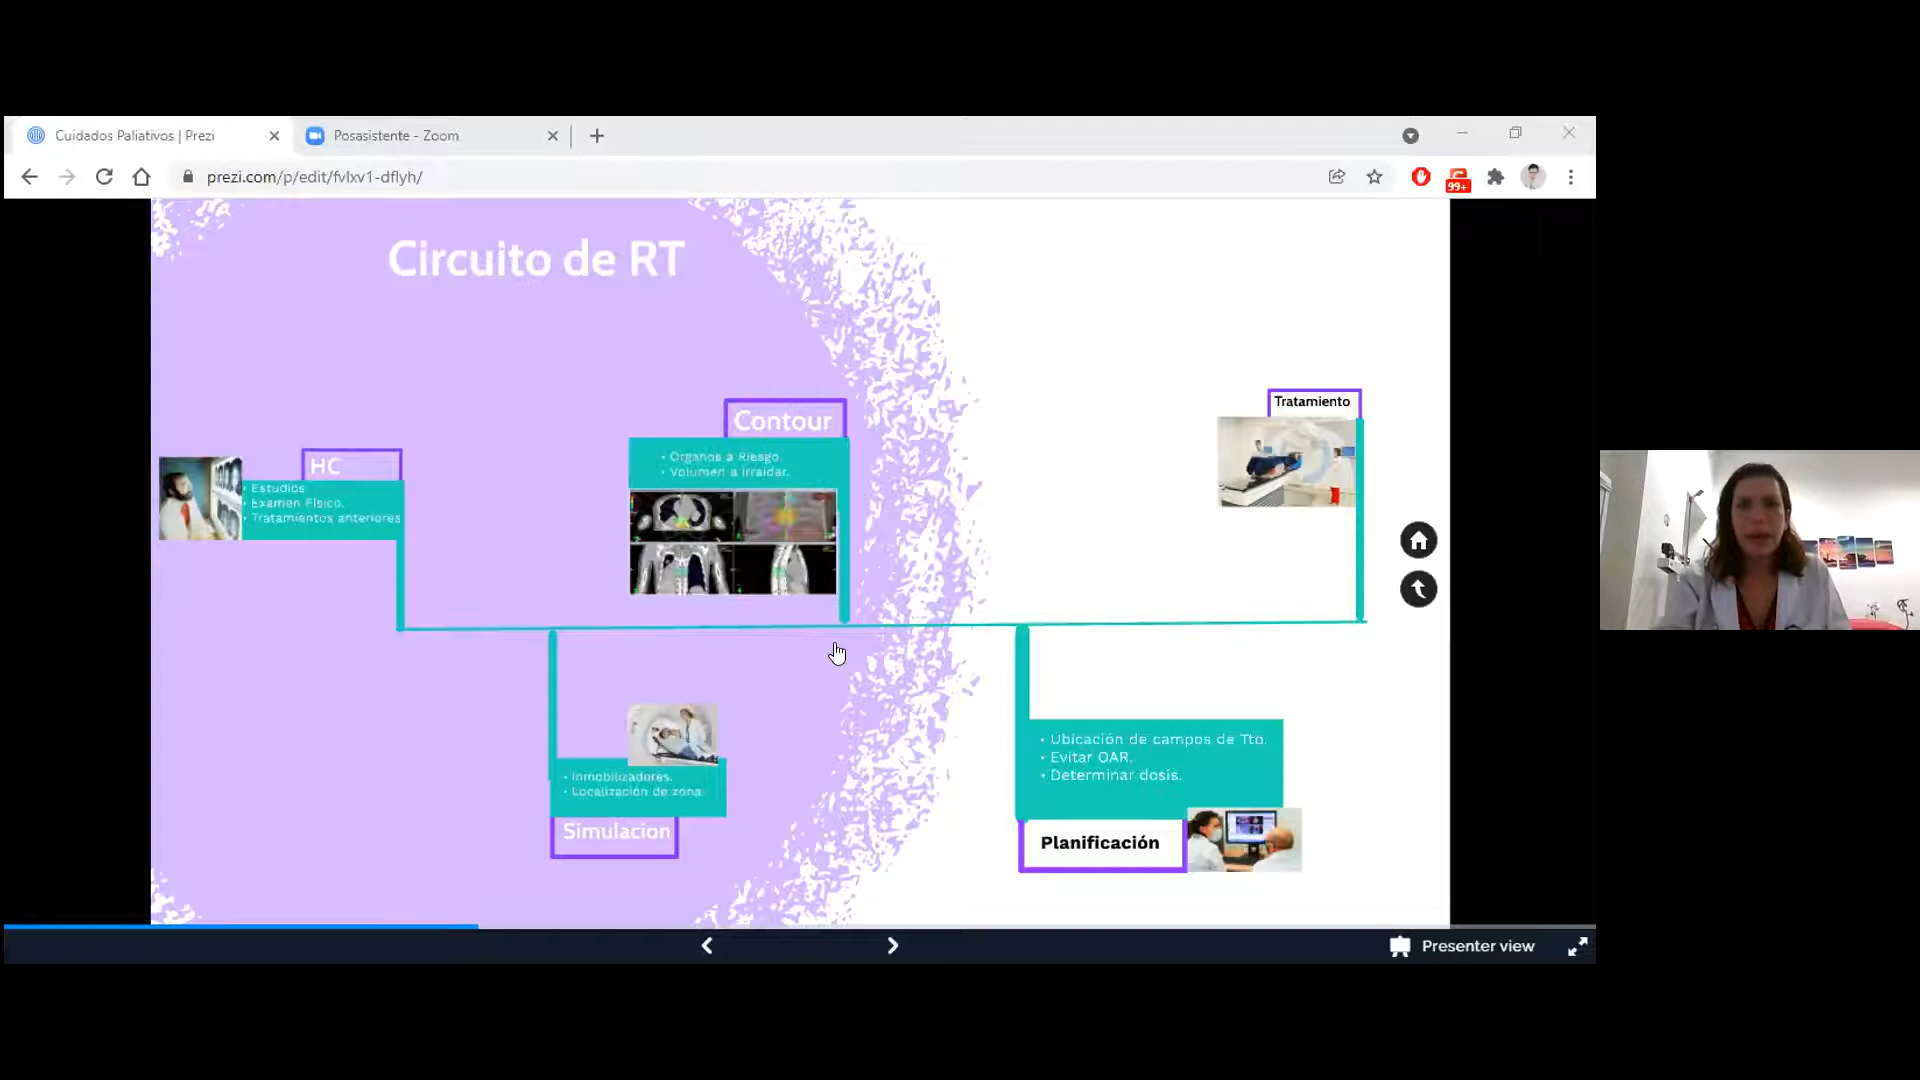 Cuidados Paliativos | Prezi
Posasistente - Zoom
prezi.com/p/edit/fvlxv1-dflyh/
99+
Circuito de RT
HC
• Estudios
• Examen Físico.
• Tratamientos anteriores
Contour
• Organos a Riesgo
• Volumen a irraidar.
Tratamiento
• Inmobilizadores.
• Localización de zona.
Simulacion
• Ubicación de campos de Tto.
• Evitar OAR.
• Determinar dosis.
Planificación
Presenter view